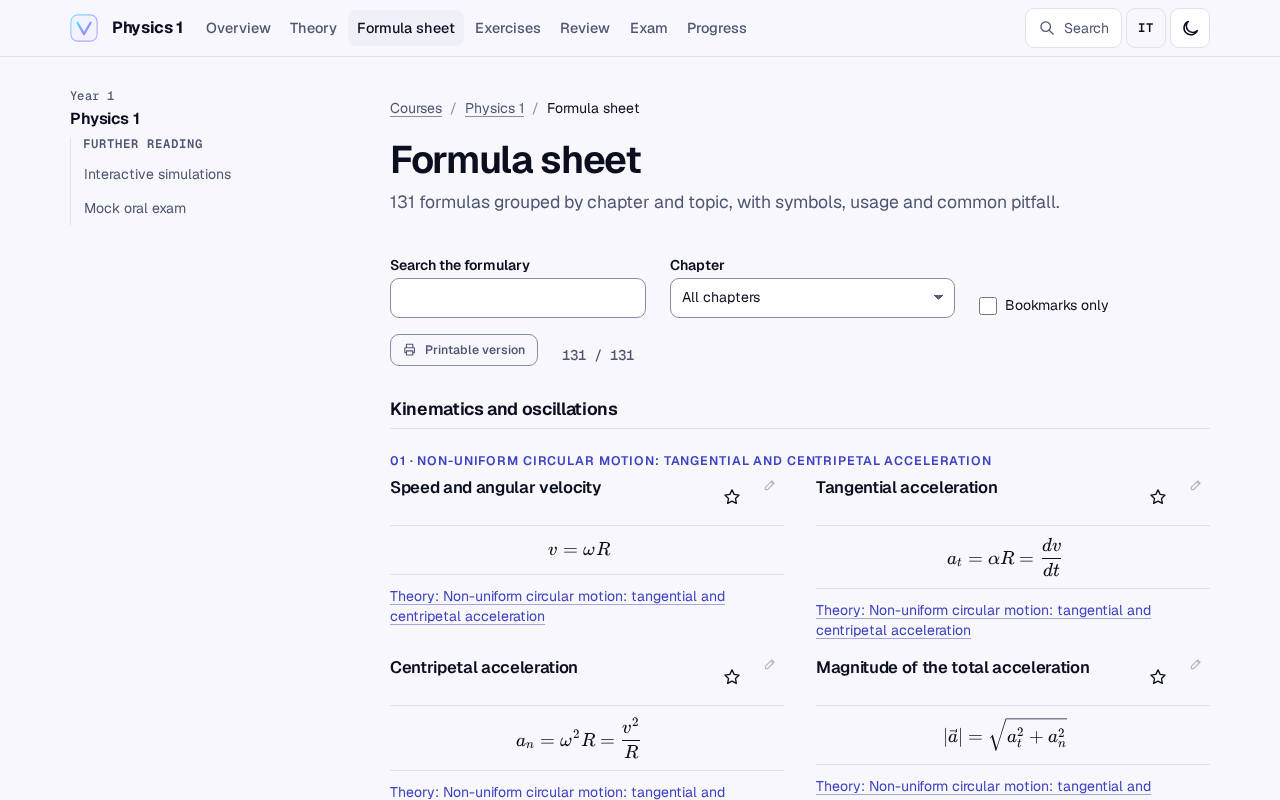 Physics 1 Overview Theory Formula sheet Exercises Review Exam Progress Search IT
Year 1
Physics 1
FURTHER READING
Interactive simulations
Mock oral exam
Courses / Physics 1 / Formula sheet
Formula sheet
131 formulas grouped by chapter and topic, with symbols, usage and common pitfall.
Search the formulary
Chapter
All chapters
Bookmarks only
Printable version
131 / 131
Kinematics and oscillations
01 · NON-UNIFORM CIRCULAR MOTION: TANGENTIAL AND CENTRIPETAL ACCELERATION
Speed and angular velocity
v = ωR
Theory: Non-uniform circular motion: tangential and
centripetal acceleration
Tangential acceleration
a_t = αR = dv/dt
Theory: Non-uniform circular motion: tangential and
centripetal acceleration
Centripetal acceleration
a_n = ω²R = v²/R
Theory: Non-uniform circular motion: tangential and
Magnitude of the total acceleration
|a⃗| = √(a_t² + a_n²)
Theory: Non-uniform circular motion: tangential and